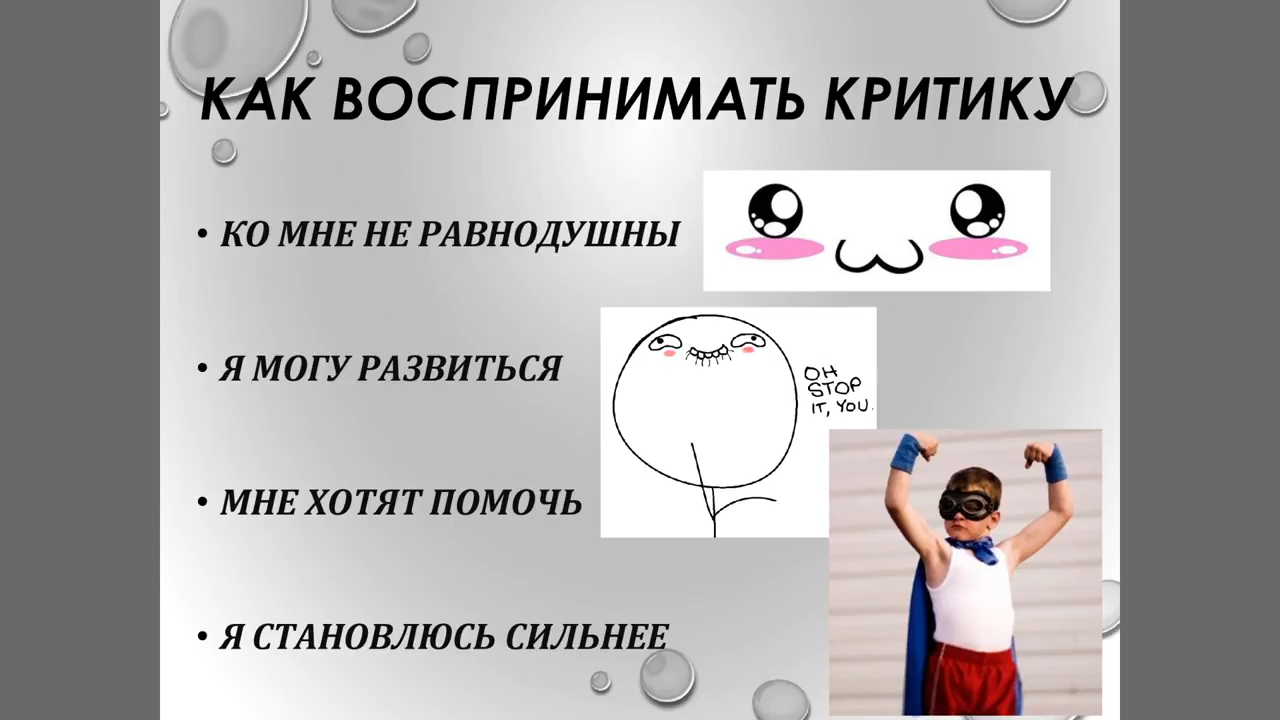 КАК ВОСПРИНИМАТЬ КРИТИКУ
• КО МНЕ НЕ РАВНОДУШНЫ
• Я МОГУ РАЗВИТЬСЯ
OH
STOP
IT, YOU.
• МНЕ ХОТЯТ ПОМОЧЬ
• Я СТАНОВЛЮСЬ СИЛЬНЕЕ